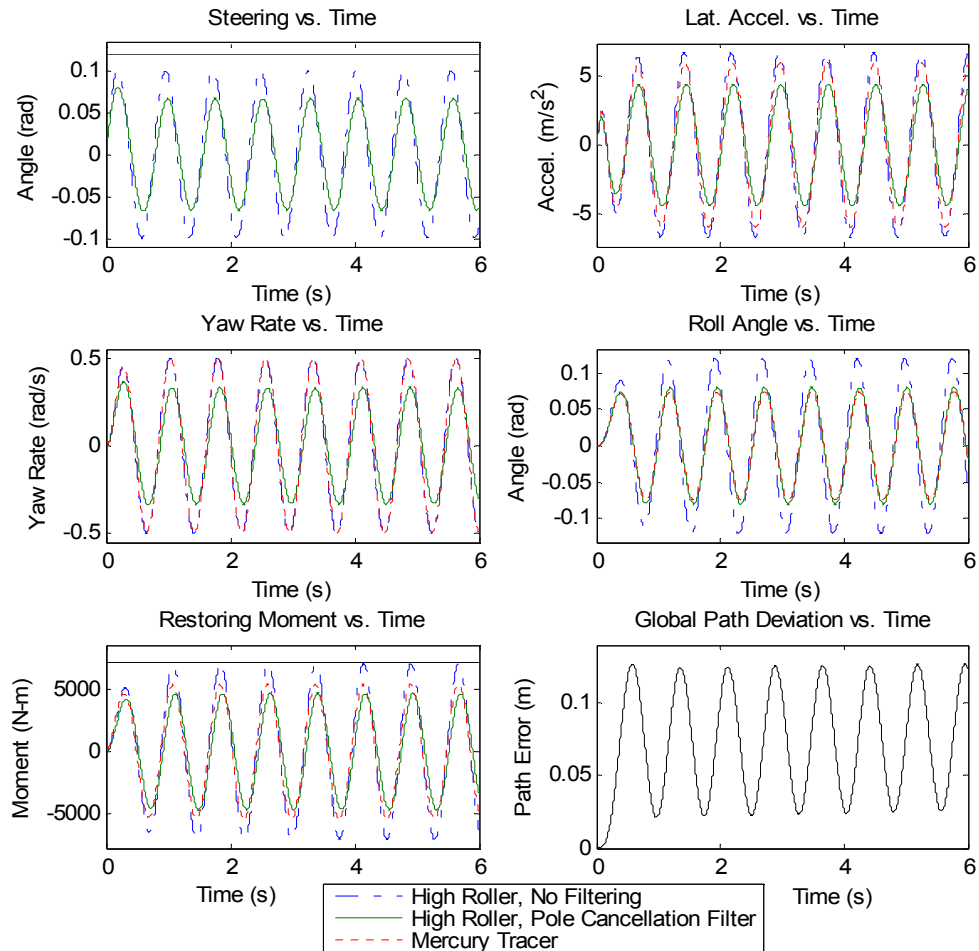 Steering vs. Time
Angle (rad)
0.1
0.05
0
-0.05
-0.1
0 2 4 6
Time (s)
Lat. Accel. vs. Time
Accel. (m/s²)
5
0
-5
0 2 4 6
Time (s)
Yaw Rate vs. Time
Yaw Rate (rad/s)
0.5
0
-0.5
0 2 4 6
Time (s)
Roll Angle vs. Time
Angle (rad)
0.1
0.05
0
-0.05
-0.1
0 2 4 6
Time (s)
Restoring Moment vs. Time
Moment (N-m)
5000
0
-5000
0 2 4 6
Time (s)
Global Path Deviation vs. Time
Path Error (m)
0.1
0.05
0
0 2 4 6
Time (s)
High Roller, No Filtering
High Roller, Pole Cancellation Filter
Mercury Tracer